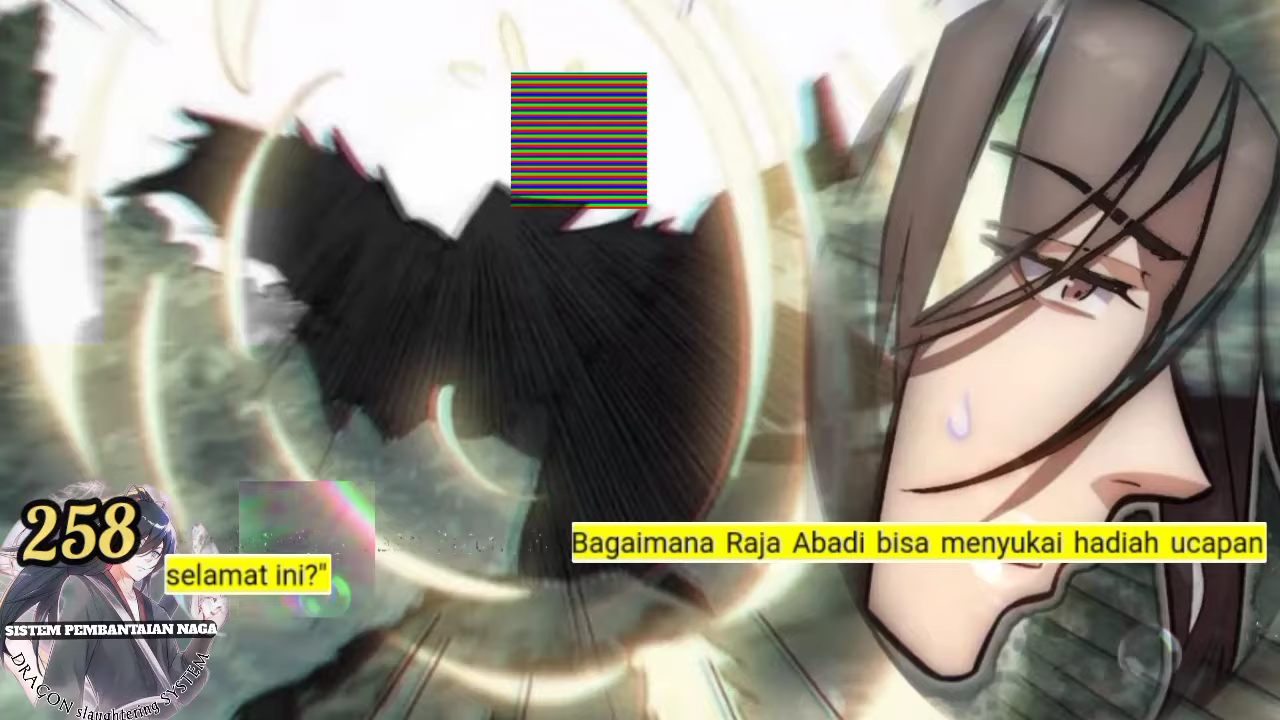 Bagaimana Raja Abadi bisa menyukai hadiah ucapan
selamat ini?"
258
SISTEM PEMBANTAIAN NAGA
DRAGON slaughtering SYSTEM